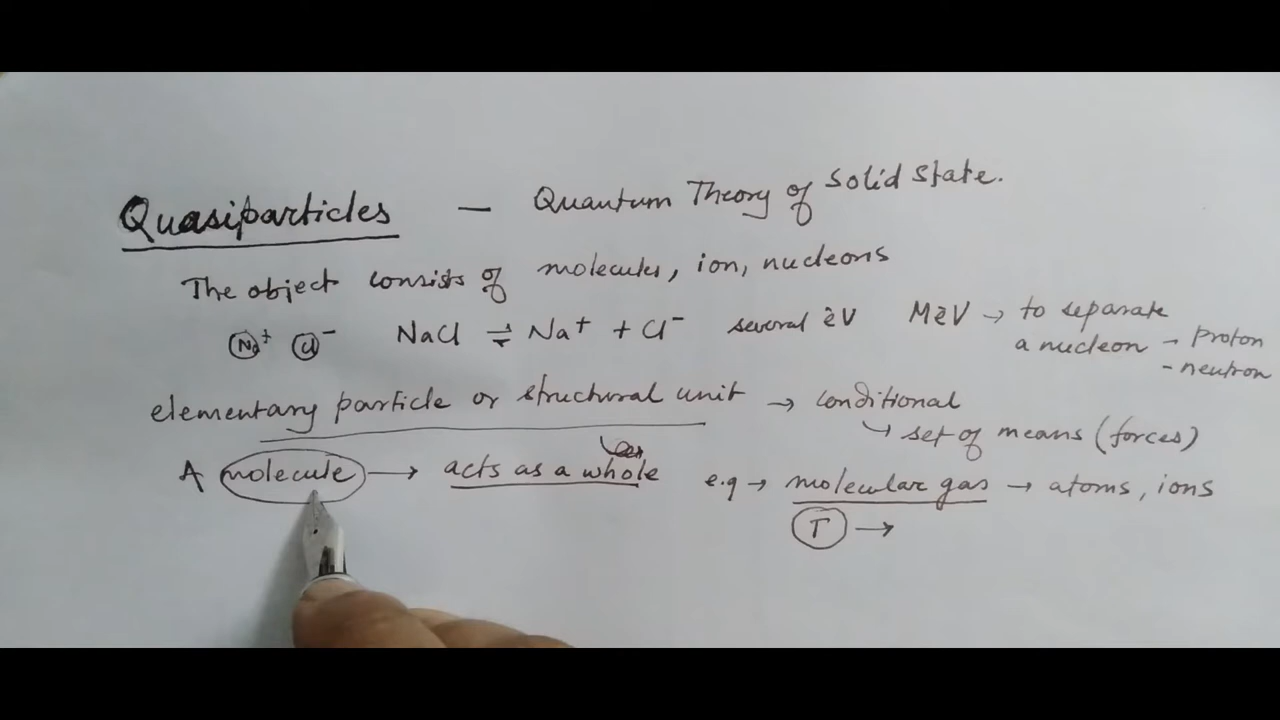 Quasiparticles — Quantum Theory of Solid State.
The object consists of molecules, ion, nucleons
Na⁺ Cl⁻ NaCl ⇌ Na⁺ + Cl⁻ several eV MeV → to separate
a nucleon - proton
- neutron
elementary particle or structural unit → conditional
↳ set of means (forces)
A molecule → acts as a whole e.g → molecular gas → atoms, ions
T →